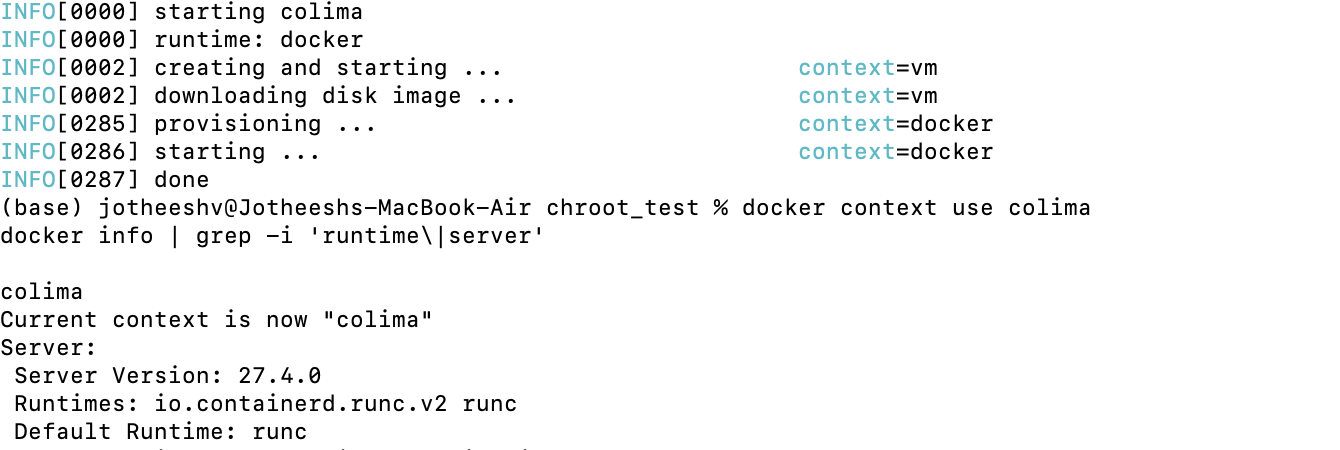 INFO[0000] starting colima
INFO[0000] runtime: docker
INFO[0002] creating and starting ... context=vm
INFO[0002] downloading disk image ... context=vm
INFO[0285] provisioning ... context=docker
INFO[0286] starting ... context=docker
INFO[0287] done
(base) jotheeshv@Jotheeshs-MacBook-Air chroot_test % docker context use colima
docker info | grep -i 'runtime\|server'
colima
Current context is now "colima"
Server:
Server Version: 27.4.0
Runtimes: io.containerd.runc.v2 runc
Default Runtime: runc